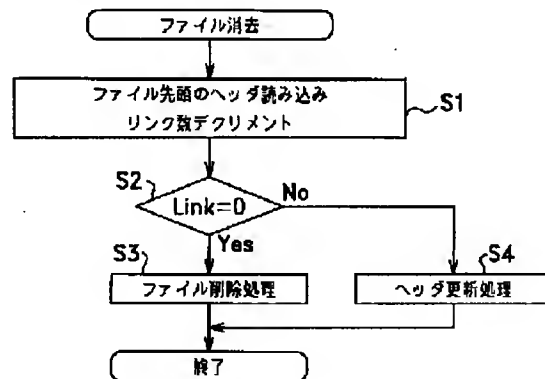 ファイル消去
ファイル先頭のヘッダ読み込み
リンク数デクリメント
S1
S2
Link=0
No
Yes
S3
ファイル削除処理
S4
ヘッダ更新処理
終了